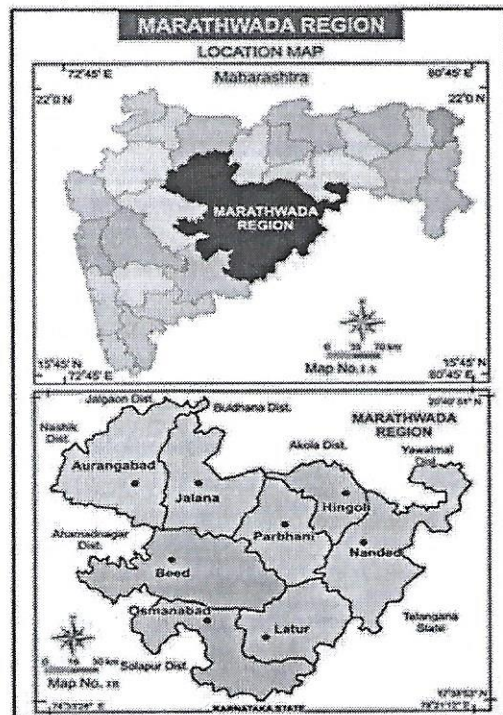 MARATHWADA REGION
LOCATION MAP
72°45' E
Maharashtra
80°45' E
22°0 N
22°0 N
MARATHWADA
REGION
15°45' N
15°45' N
72°45' E
Map No.
80°45' E
Jalgaon Dist.
Buldhana Dist.
MARATHWADA
REGION
Nashik
Dist.
Akola Dist.
Yawatmal
Dist.
Aurangabad
Jalana
Hingoli
Parbhani
Nanded
Ahamadnagar
Dist.
Beed
Osmanabad
Latur
Telangana
State
Solapur Dist.
Map No.
KARNATAKA STATE